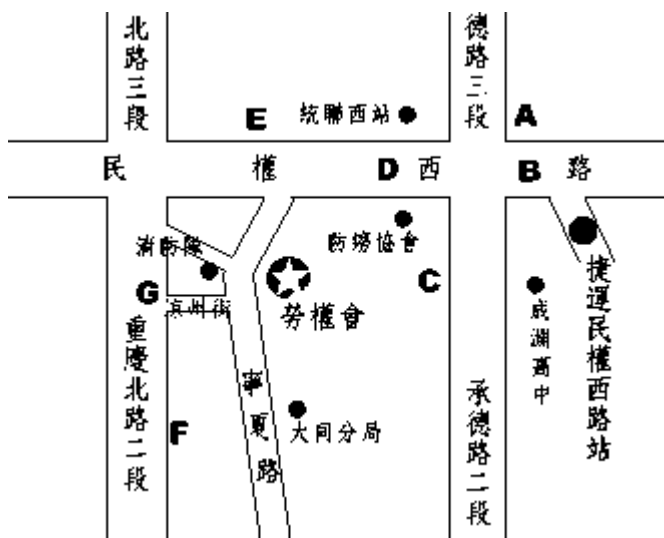 北路三段
德路三段
E
統聯西站
A
民權西路
D
B
消防隊
防癆協會
G
涼州街
勞權會
C
捷運民權西路站
成淵高中
重慶北路二段
寧夏路
F
大同分局
承德路二段